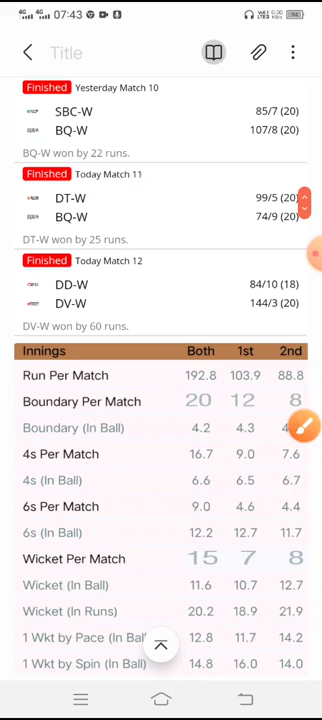 4G 4G 07:43
Title
Finished Yesterday Match 10
SBC-W 85/7 (20)
BQ-W 107/8 (20)
BQ-W won by 22 runs.
Finished Today Match 11
DT-W 99/5 (20)
BQ-W 74/9 (20)
DT-W won by 25 runs.
Finished Today Match 12
DD-W 84/10 (18)
DV-W 144/3 (20)
DV-W won by 60 runs.
Innings Both 1st 2nd
Run Per Match 192.8 103.9 88.8
Boundary Per Match 20 12 8
Boundary (In Ball) 4.2 4.3
4s Per Match 16.7 9.0 7.6
4s (In Ball) 6.6 6.5 6.7
6s Per Match 9.0 4.6 4.4
6s (In Ball) 12.2 12.7 11.7
Wicket Per Match 15 7 8
Wicket (In Ball) 11.6 10.7 12.7
Wicket (In Runs) 20.2 18.9 21.9
1 Wkt by Pace (In Bal 12.8 11.7 14.2
1 Wkt by Spin (In Ball) 14.8 16.0 14.0